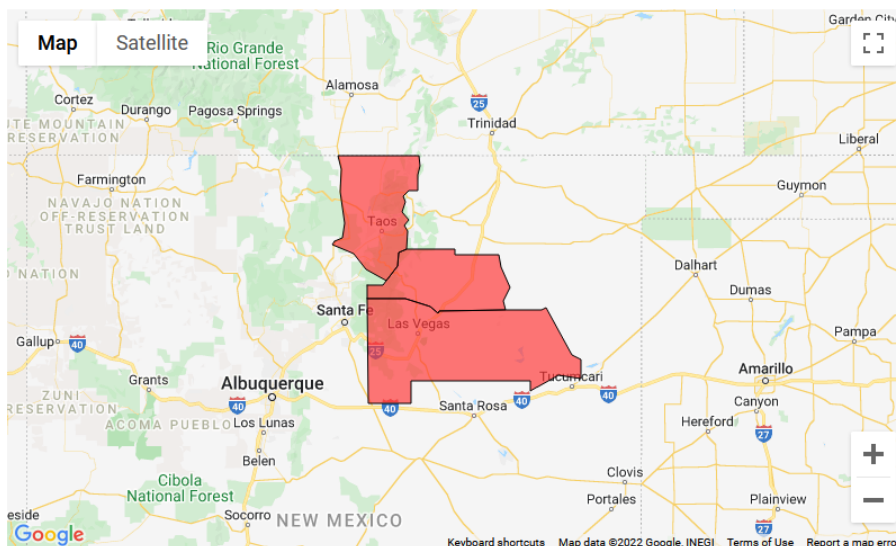 Map
Satellite
Rio Grande
National Forest
Garden City
Alamosa
Cortez
Durango
Pagosa Springs
25
Trinidad
UTE MOUNTAIN
RESERVATION
Liberal
Farmington
Guymon
NAVAJO NATION
OFF-RESERVATION
TRUST LAND
Taos
NATION
Dalhart
Dumas
Santa Fe
Las Vegas
Gallup
40
25
Pampa
Grants
Albuquerque
Tucumcari
Amarillo
ZUNI
RESERVATION
40
40
Santa Rosa
40
40
Canyon
ACOMA PUEBLO
Los Lunas
Hereford
27
Belen
Cibola
National Forest
Clovis
Portales
Plainview
27
eside
Socorro
NEW MEXICO
Google
Keyboard shortcuts
Map data ©2022 Google, INEGI
Terms of Use
Report a map error